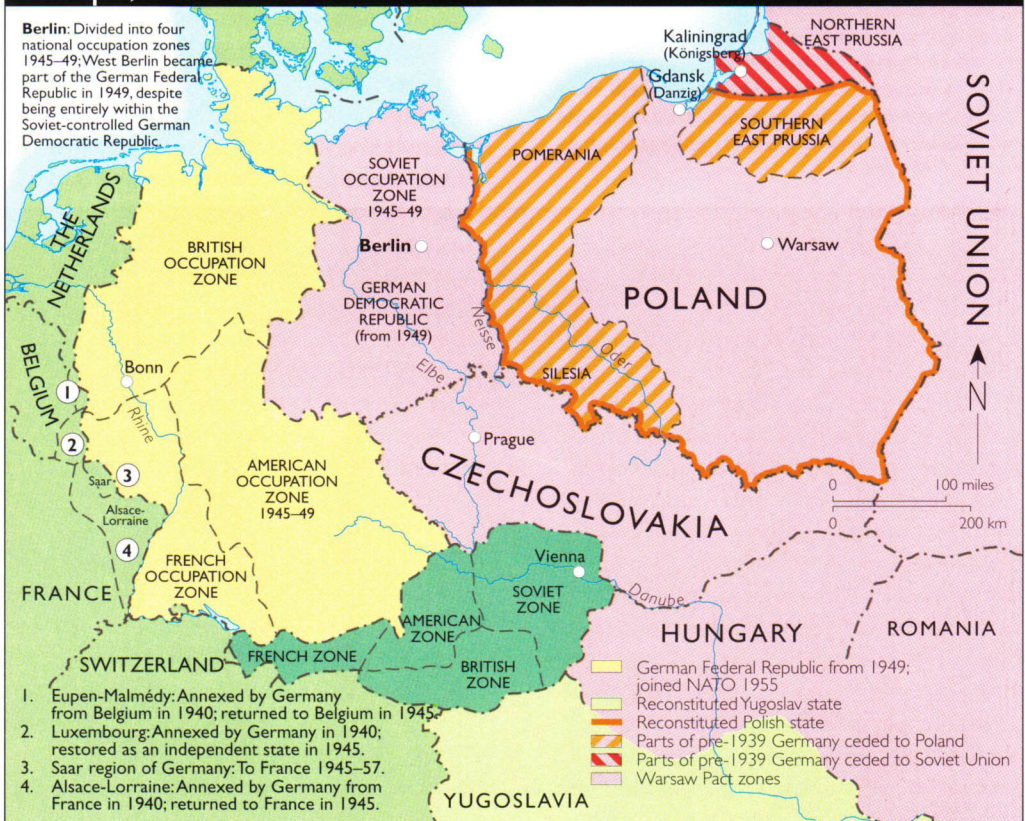 Berlin: Divided into four
national occupation zones
1945–49; West Berlin became
part of the German Federal
Republic in 1949, despite
being entirely within the
Soviet-controlled German
Democratic Republic.
NORTHERN
EAST PRUSSIA
Kaliningrad
(Königsberg)
Gdansk
(Danzig)
SOUTHERN
EAST PRUSSIA
POMERANIA
SOVIET UNION
SOVIET
OCCUPATION
ZONE
1945–49
THE
NETHERLANDS
BRITISH
OCCUPATION
ZONE
Berlin
Warsaw
GERMAN
DEMOCRATIC
REPUBLIC
(from 1949)
POLAND
Neisse
Oder
SILESIA
Elbe
N
BELGIUM
Bonn
Rhine
1
2
Saar
3
Alsace-
Lorraine
4
Prague
CZECHOSLOVAKIA
0 100 miles
0 200 km
AMERICAN
OCCUPATION
ZONE
1945–49
FRENCH
OCCUPATION
ZONE
FRANCE
Vienna
SOVIET
ZONE
Danube
AMERICAN
ZONE
FRENCH ZONE
BRITISH
ZONE
SWITZERLAND
HUNGARY
ROMANIA
YUGOSLAVIA
1. Eupen-Malmédy: Annexed by Germany
from Belgium in 1940; returned to Belgium in 1945.
2. Luxembourg: Annexed by Germany in 1940;
restored as an independent state in 1945.
3. Saar region of Germany: To France 1945–57.
4. Alsace-Lorraine: Annexed by Germany from
France in 1940; returned to France in 1945.
German Federal Republic from 1949;
joined NATO 1955
Reconstituted Yugoslav state
Reconstituted Polish state
Parts of pre-1939 Germany ceded to Poland
Parts of pre-1939 Germany ceded to Soviet Union
Warsaw Pact zones